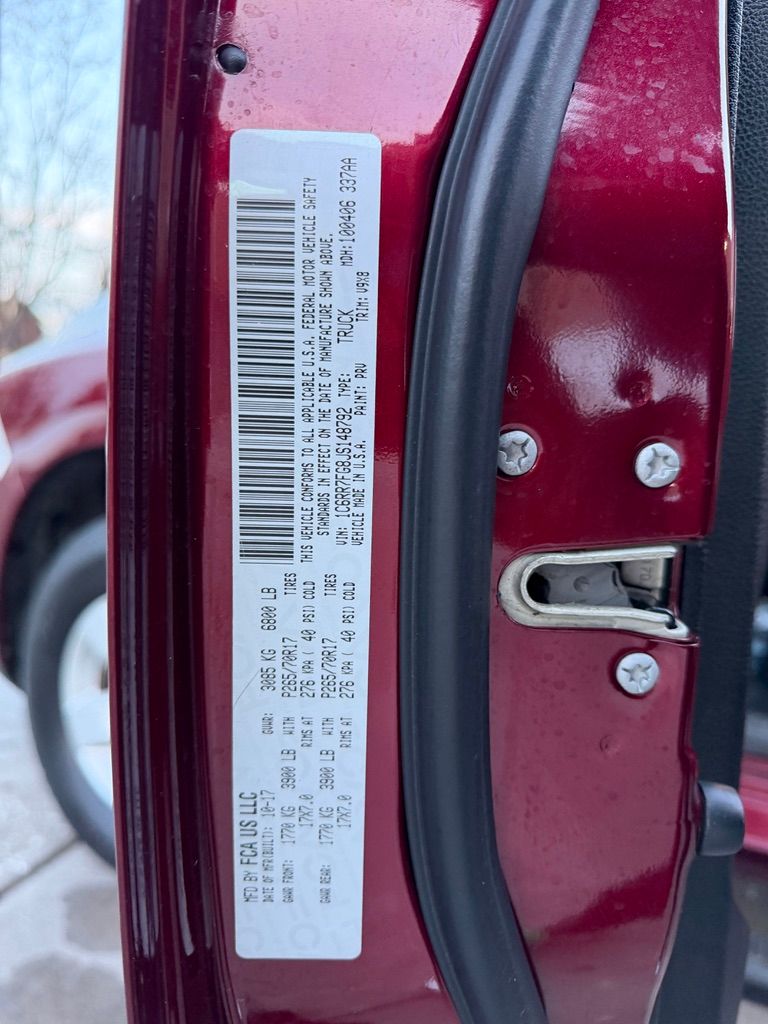 MFD BY FCA US LLC
DATE OF MFR(BUILT): 10-17 GVWR: 3085 KG 6800 LB
GAWR FRONT: 1770 KG 3900 LB WITH P265/70R17 TIRES
17X7.0 RIMS AT 276 KPA ( 40 PSI) COLD
GAWR REAR: 1770 KG 3900 LB WITH P265/70R17 TIRES
17X7.0 RIMS AT 276 KPA ( 40 PSI) COLD
THIS VEHICLE CONFORMS TO ALL APPLICABLE U.S.A. FEDERAL MOTOR VEHICLE SAFETY
STANDARDS IN EFFECT ON THE DATE OF MANUFACTURE SHOWN ABOVE.
VIN: 1C6RR7FG8JS148792 TYPE: TRUCK MDH:100406 337AA
VEHICLE MADE IN U.S.A. PAINT: PRV TRIM: V9X8
70